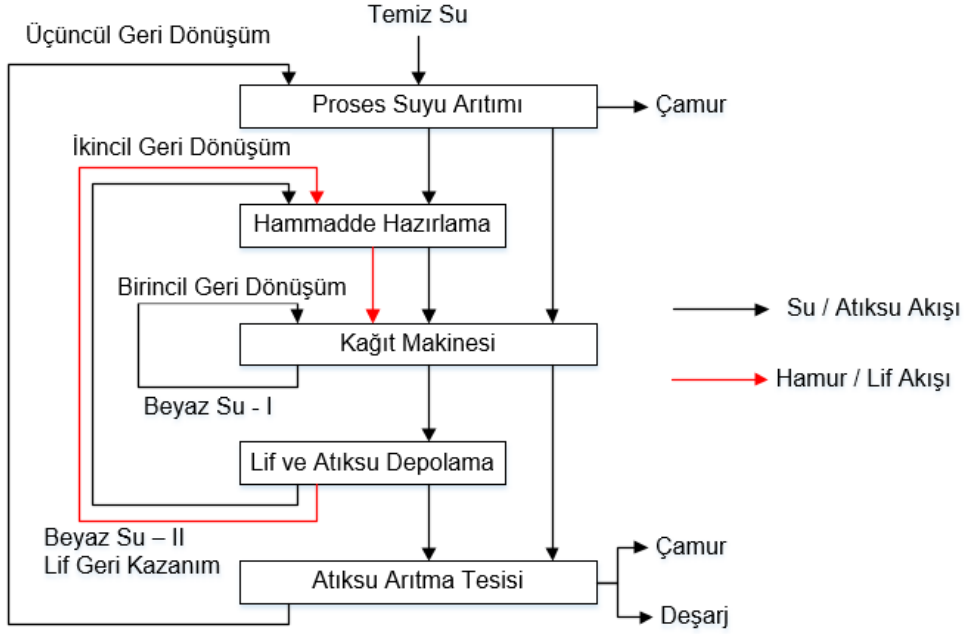 Temiz Su
Üçüncül Geri Dönüşüm
Proses Suyu Arıtımı
Çamur
İkincil Geri Dönüşüm
Hammadde Hazırlama
Birincil Geri Dönüşüm
Su / Atıksu Akışı
Kağıt Makinesi
Hamur / Lif Akışı
Beyaz Su - I
Lif ve Atıksu Depolama
Beyaz Su – II
Lif Geri Kazanım
Çamur
Atıksu Arıtma Tesisi
Deşarj